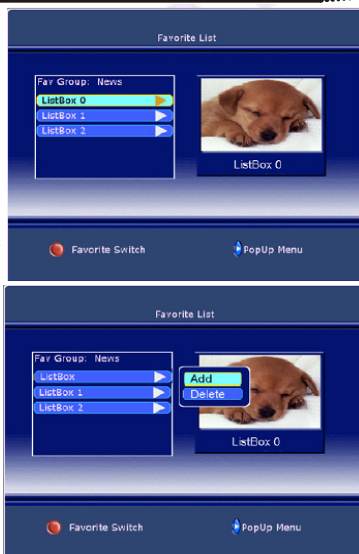 Favorite List
Fav Group: News
ListBox 0
ListBox 1
ListBox 2
ListBox 0
Favorite Switch
PopUp Menu
Favorite List
Fav Group: News
ListBox
ListBox 1
ListBox 2
Add
Delete
ListBox 0
Favorite Switch
PopUp Menu